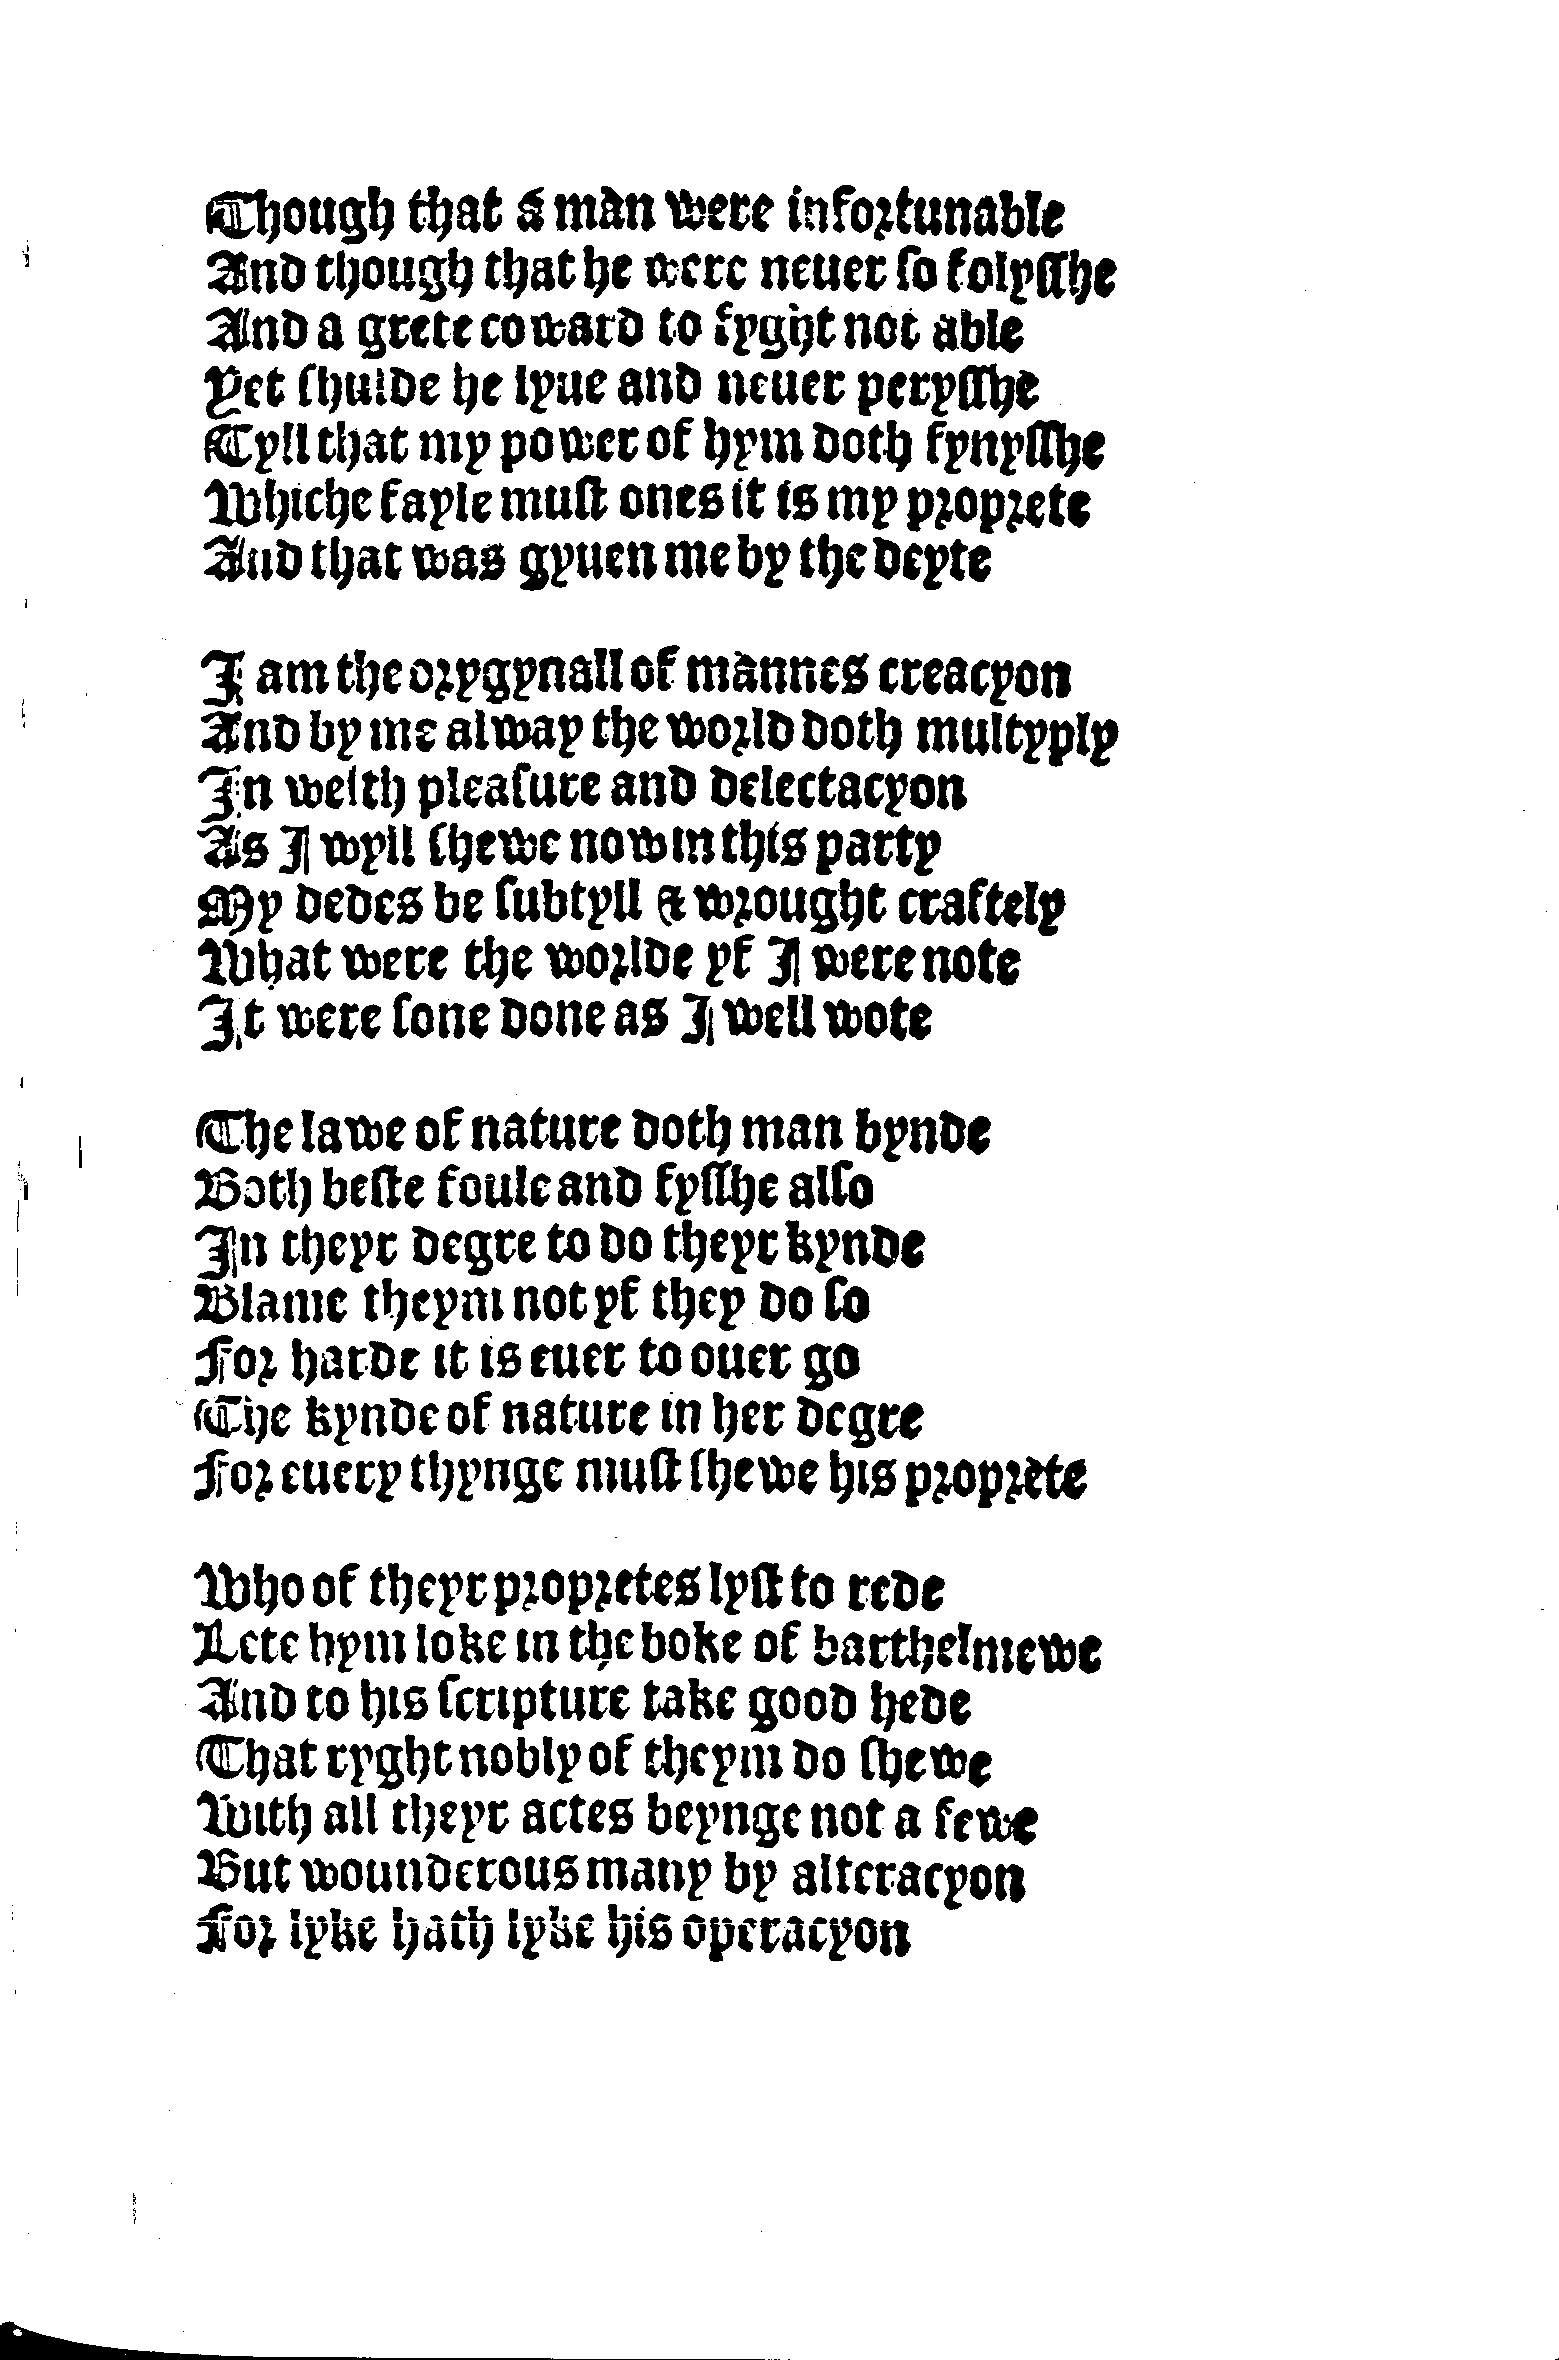 Though that a man were infortunable
And though that he were neuer ſo folyſſhe
And a grete coward to fyght not able
Yet ſhulde he lyue and neuer peryſſhe
Tyll that my power of hym doth fynyſſhe
Whiche fayle muſt ones it is my proprete
And that was gyuen me by the deyte

I am the orygynall of mannes creacyon
And by me alway the world doth multyply
In welth pleaſure and delectacyon
As I wyll ſhewe now in this party
My dedes be ſubtyll & wrought craftely
What were the worlde yf I were note
It were ſone done as I well wote

The lawe of nature doth man bynde
Both beſte foule and fyſſhe alſo
In theyr degre to do theyr kynde
Blame theym not yf they do ſo
For harde it is euer to ouer go
The kynde of nature in her degre
For euery thynge muſt ſhewe his proprete

Who of theyr propretes lyſt to rede
Lete hym loke in the boke of barthelmewe
And to his ſcripture take good hede
That ryght nobly of theym do ſhewe
With all theyr actes beynge not a fewe
But wounderous many by alteracyon
For lyke hath lyke his operacyon